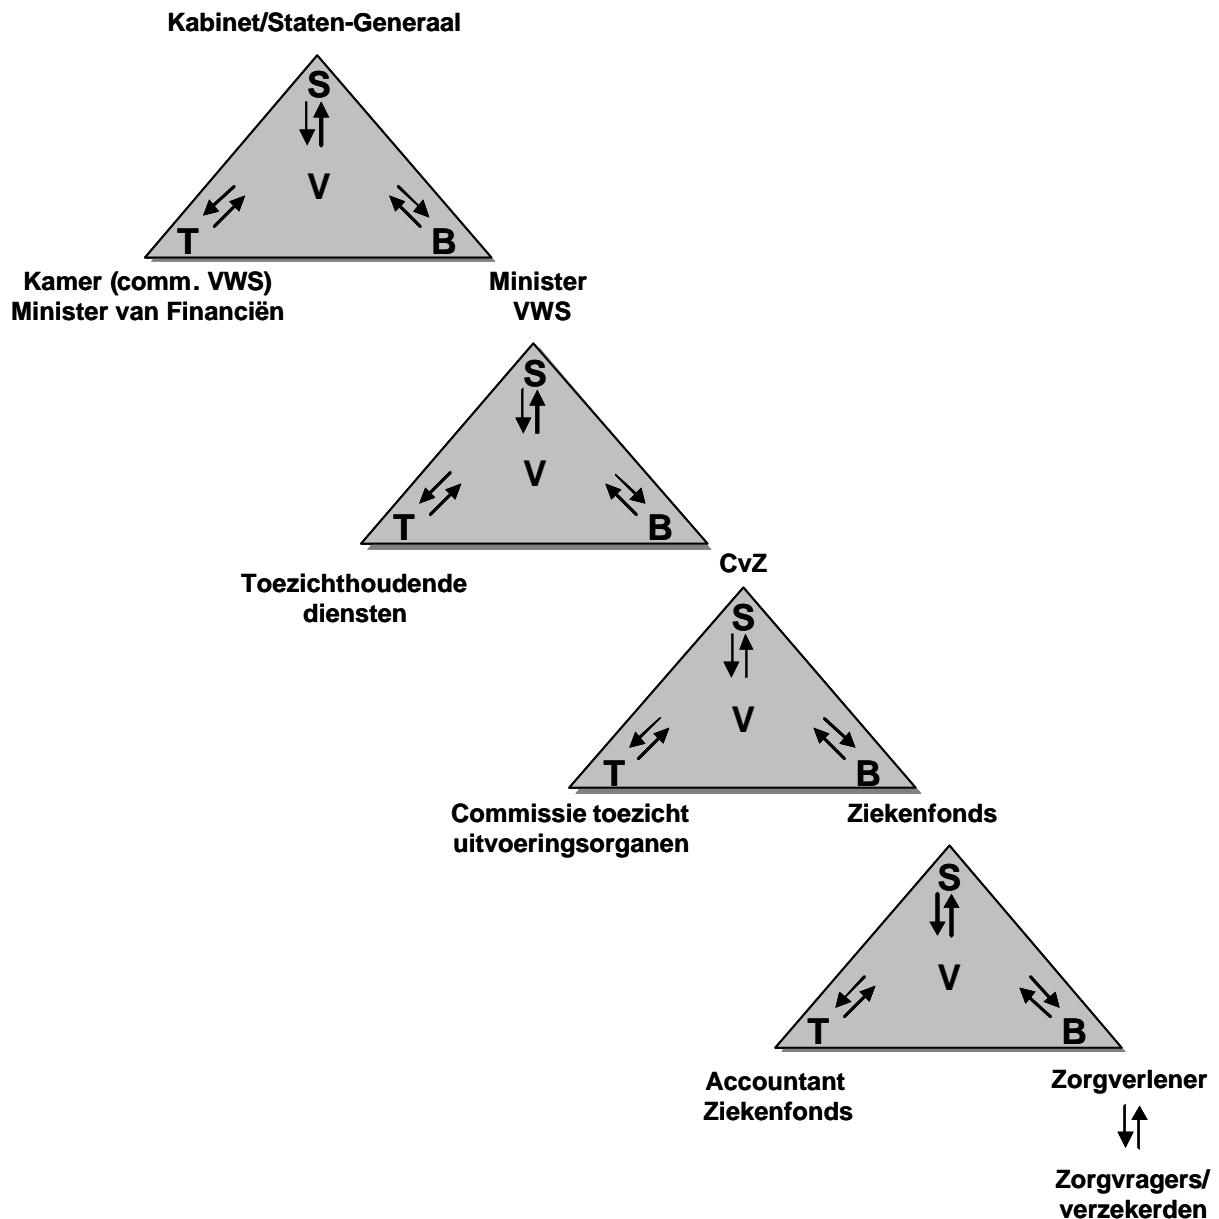 Kabinet/Staten-Generaal
S
V
T
B
Kamer (comm. VWS)
Minister van Financiën
Minister
VWS
S
V
T
B
Toezichthoudende
diensten
CvZ
S
V
T
B
Commissie toezicht
uitvoeringsorganen
Ziekenfonds
S
V
T
B
Accountant
Ziekenfonds
Zorgverlener
Zorgvragers/
verzekerden